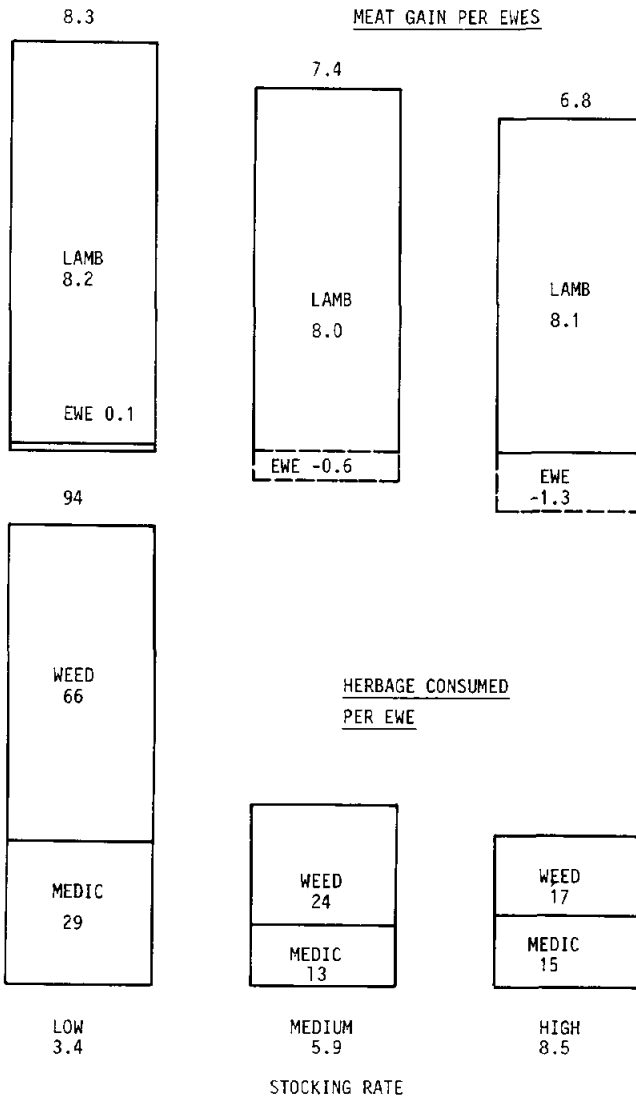 8.3
MEAT GAIN PER EWES
7.4
6.8
LAMB
8.2
LAMB
8.0
LAMB
8.1
EWE 0.1
EWE -0.6
EWE
-1.3
94
WEED
66
HERBAGE CONSUMED
PER EWE
MEDIC
29
WEED
24
WEED
17
MEDIC
13
MEDIC
15
LOW
3.4
MEDIUM
5.9
HIGH
8.5
STOCKING RATE